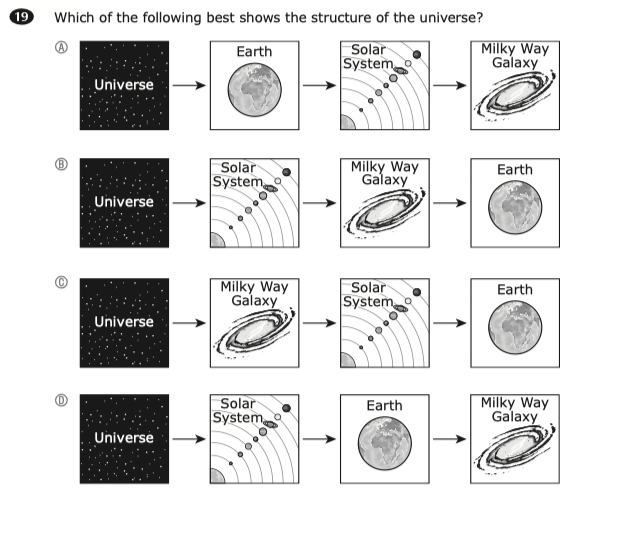 19 Which of the following best shows the structure of the universe?
Ⓐ Universe Earth Solar System Milky Way Galaxy
Ⓑ Universe Solar System Milky Way Galaxy Earth
Ⓒ Universe Milky Way Galaxy Solar System Earth
Ⓓ Universe Solar System Earth Milky Way Galaxy